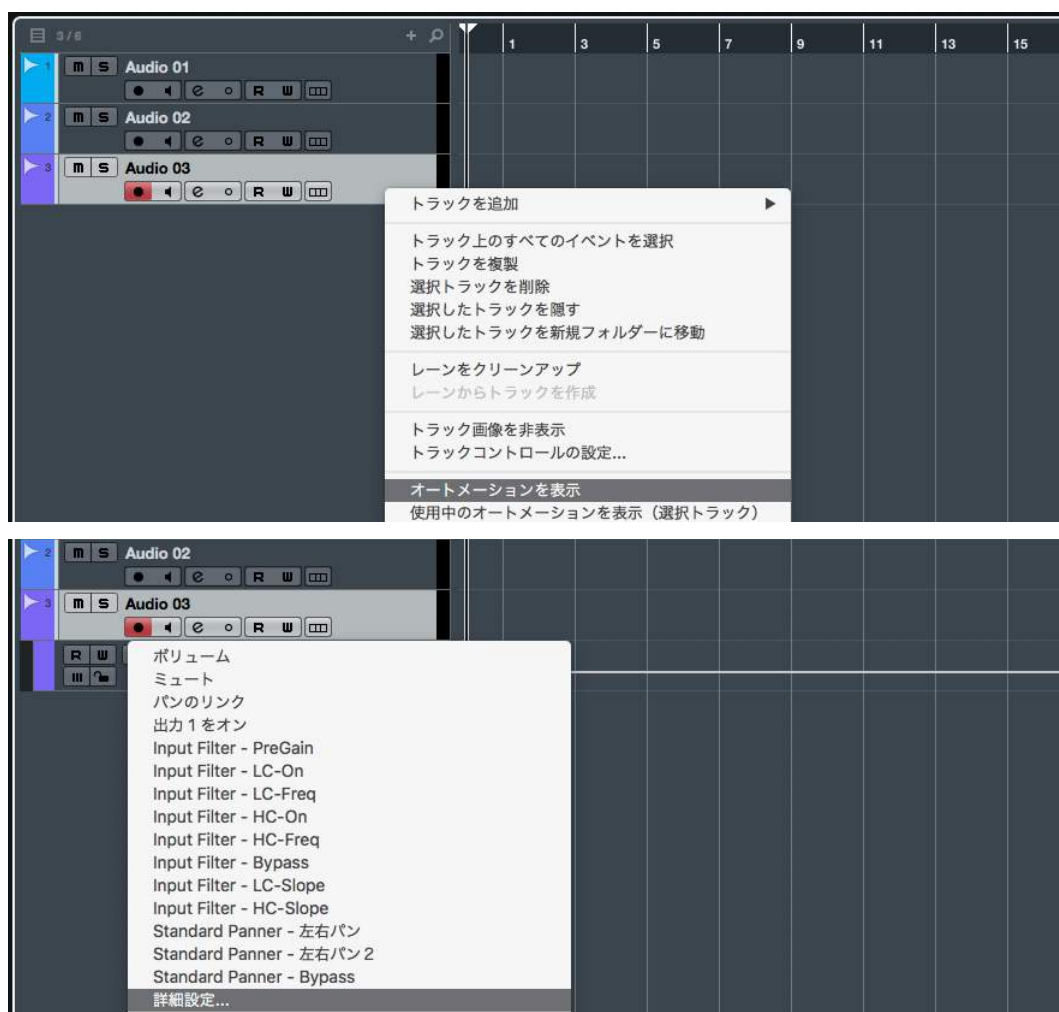 3/6
1 3 5 7 9 11 13 15
1 m S Audio 01
e R W
2 m S Audio 02
e R W
3 m S Audio 03
e R W
トラックを追加
トラック上のすべてのイベントを選択
トラックを複製
選択トラックを削除
選択したトラックを隠す
選択したトラックを新規フォルダーに移動
レーンをクリーンアップ
レーンからトラックを作成
トラック画像を非表示
トラックコントロールの設定...
オートメーションを表示
使用中のオートメーションを表示（選択トラック）
2 m S Audio 02
e R W
3 m S Audio 03
e R W
R W
ボリューム
ミュート
パンのリンク
出力 1 をオン
Input Filter - PreGain
Input Filter - LC-On
Input Filter - LC-Freq
Input Filter - HC-On
Input Filter - HC-Freq
Input Filter - Bypass
Input Filter - LC-Slope
Input Filter - HC-Slope
Standard Panner - 左右パン
Standard Panner - 左右パン 2
Standard Panner - Bypass
詳細設定...